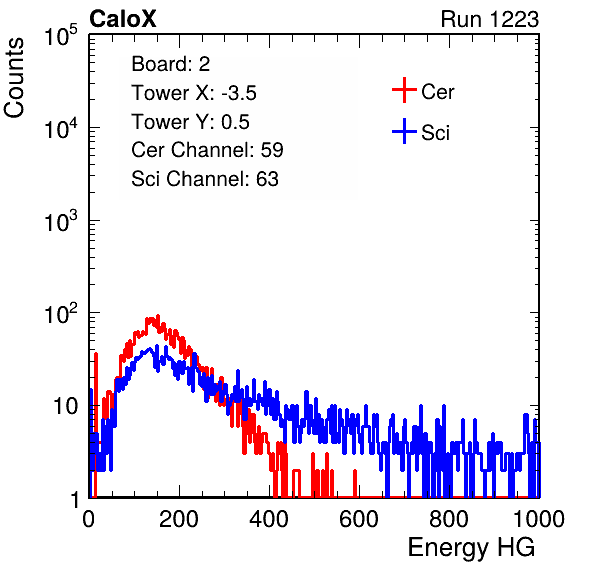 CaloX Run 1223
Counts
Board: 2
Tower X: -3.5
Tower Y: 0.5
Cer Channel: 59
Sci Channel: 63
Cer
Sci
10^5
10^4
10^3
10^2
10
1
0 200 400 600 800 1000
Energy HG